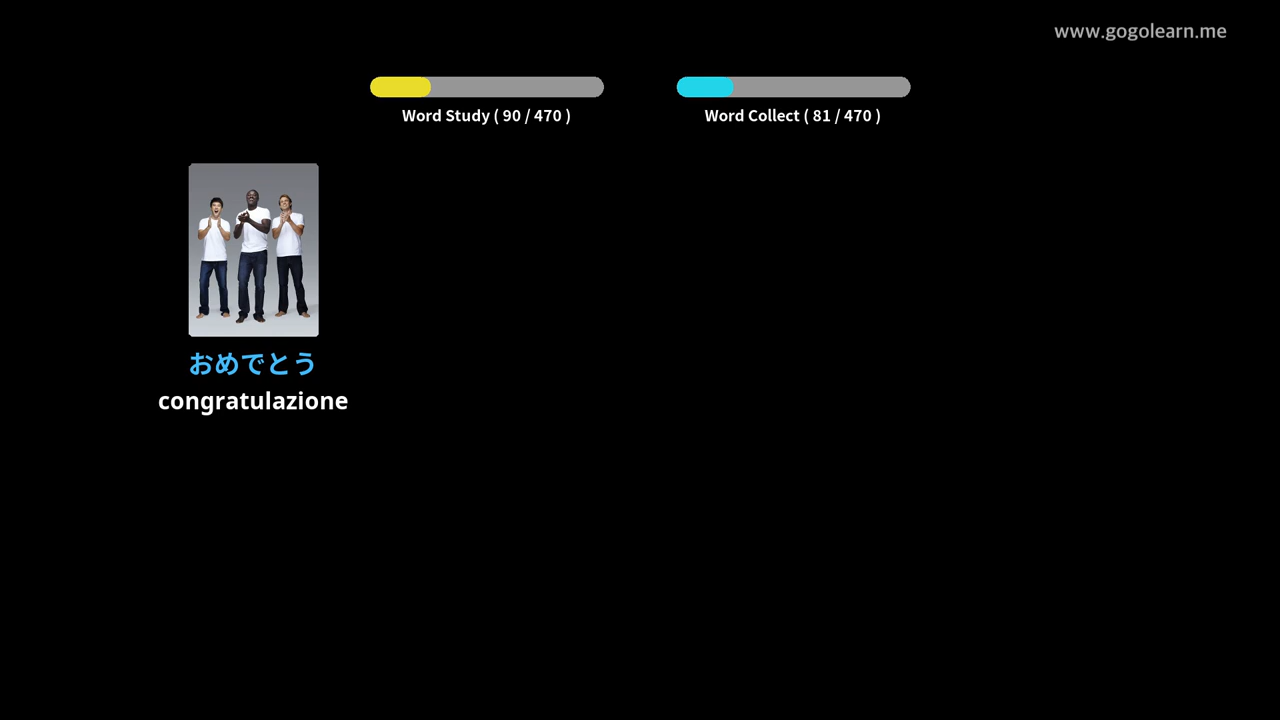 www.gogolearn.me
Word Study ( 90 / 470 )
Word Collect ( 81 / 470 )
おめでとう
congratulazione